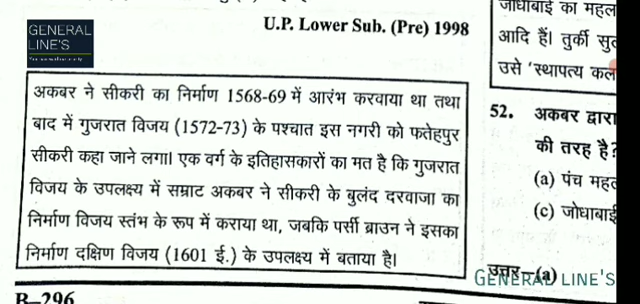 GENERAL
LINE'S
U.P. Lower Sub. (Pre) 1998
अकबर ने सीकरी का निर्माण 1568-69 में आरंभ करवाया था तथा
बाद में गुजरात विजय (1572-73) के पश्चात इस नगरी को फतेहपुर
सीकरी कहा जाने लगा। एक वर्ग के इतिहासकारों का मत है कि गुजरात
विजय के उपलक्ष्य में सम्राट अकबर ने सीकरी के बुलंद दरवाजा का
निर्माण विजय स्तंभ के रूप में कराया था, जबकि पर्सी ब्राउन ने इसका
निर्माण दक्षिण विजय (1601 ई.) के उपलक्ष्य में बताया है।
B–296
जोधाबाई का महल
आदि हैं। तुर्की
उसे 'स्थापत्य
52. अकबर द्वारा
की तरह है?
(a) पंच
(c) जोधाबाई
उत्तर–(a)
GENERAL LINE'S